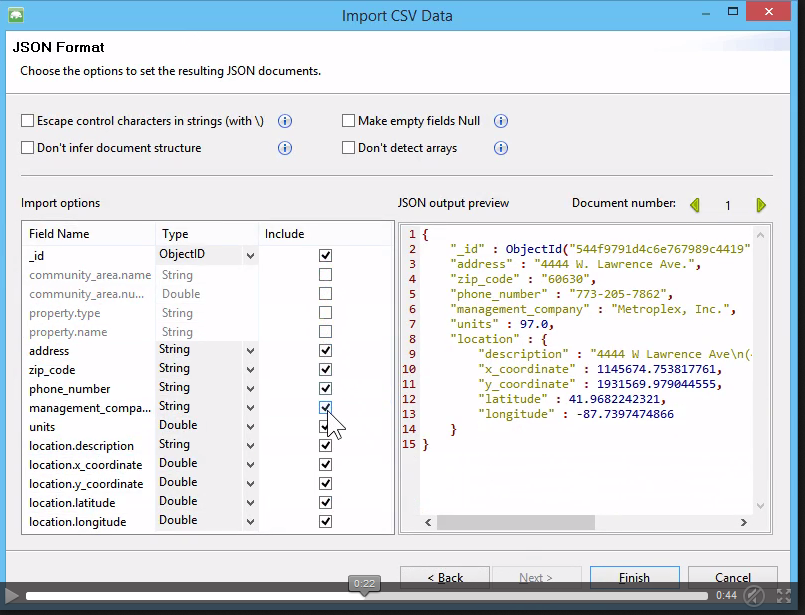 Import CSV Data
JSON Format
Choose the options to set the resulting JSON documents.
Escape control characters in strings (with \) Make empty fields Null
Don't infer document structure Don't detect arrays
Import options JSON output preview Document number: 1
Field Name Type Include
_id ObjectID
community_area.name String
community_area.nu... Double
property.type String
property.name String
address String
zip_code String
phone_number String
management_compa... String
units Double
location.description String
location.x_coordinate Double
location.y_coordinate Double
location.latitude Double
location.longitude Double
1 {
2 "_id" : ObjectId("544f9791d4c6e767989c4419"
3 "address" : "4444 W. Lawrence Ave.",
4 "zip_code" : "60630",
5 "phone_number" : "773-205-7862",
6 "management_company" : "Metroplex, Inc.",
7 "units" : 97.0,
8 "location" : {
9 "description" : "4444 W Lawrence Ave\n(
10 "x_coordinate" : 1145674.753817761,
11 "y_coordinate" : 1931569.979044555,
12 "latitude" : 41.9682242321,
13 "longitude" : -87.7397474866
14 }
15 }
< Back Next > Finish Cancel
0:22
0:44